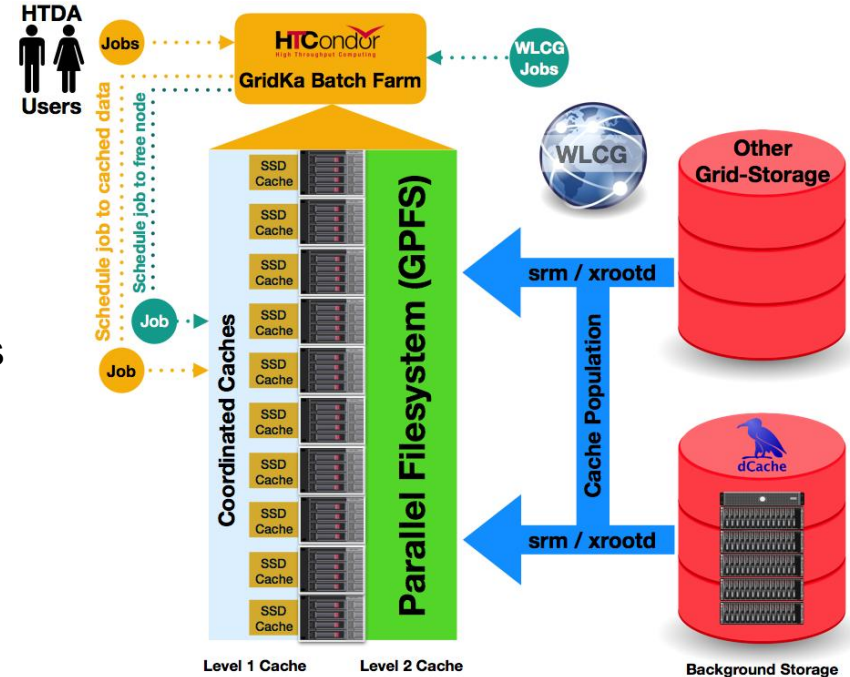 HTDA
Users
Jobs
HTCondor
High Throughput Computing
GridKa Batch Farm
WLCG
Jobs
Schedule job to cached data
Schedule job to free node
Job
Job
s
Coordinated Caches
SSD
Cache
SSD
Cache
SSD
Cache
SSD
Cache
SSD
Cache
SSD
Cache
SSD
Cache
SSD
Cache
SSD
Cache
SSD
Cache
Parallel Filesystem (GPFS)
Level 1 Cache
Level 2 Cache
WLCG
srm / xrootd
Cache Population
srm / xrootd
Other
Grid-Storage
dCache
Background Storage